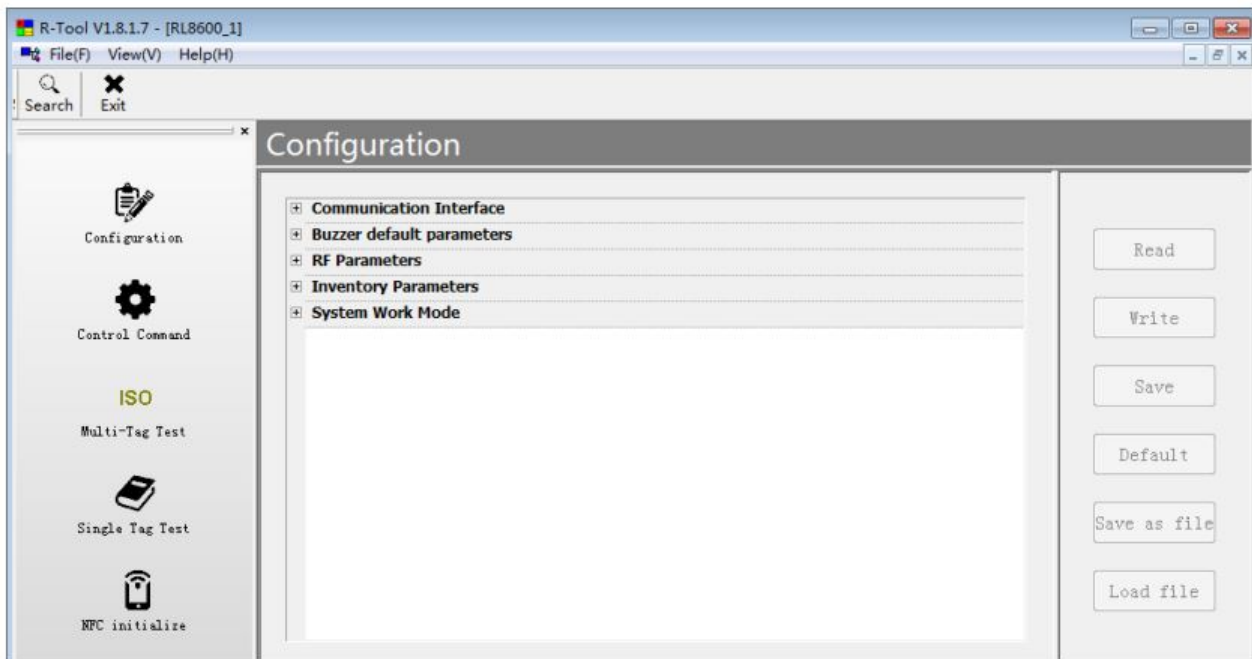 R-Tool V1.8.1.7 - [RL8600_1]
File(F) View(V) Help(H)
Search Exit
Configuration
Configuration
Control Command
ISO
Multi-Tag Test
Single Tag Test
NFC initialize
Communication Interface
Buzzer default parameters
RF Parameters
Inventory Parameters
System Work Mode
Read
Write
Save
Default
Save as file
Load file